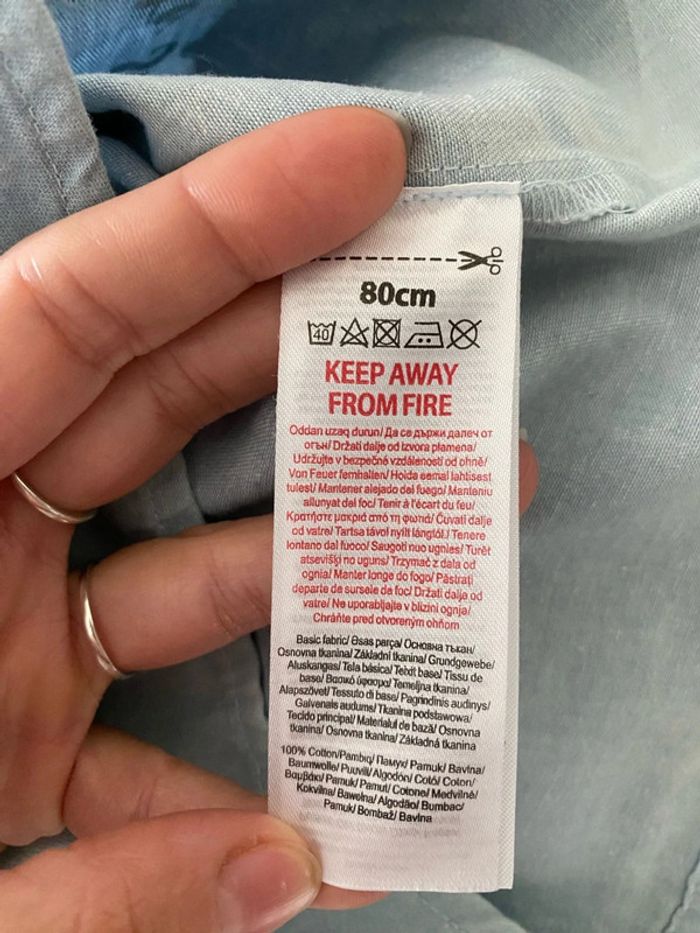 80cm
40
KEEP AWAY
FROM FIRE
Oddan uzaq durun/ Да се държи далеч от
огън/ Držati dalje od izvora plamena/
Udržujte v bezpečné vzdálenosti od ohně/
Von Feuer fernhalten/ Hoida eemal lahtisest
tulest/ Mantener alejado del fuego/ Manteniu
allunyat del foc/ Tenir à l'écart du feu/
Κρατήστε μακριά από τη φωτιά/ Čuvati dalje
od vatre/ Tartsa távol nyílt lángtól./ Tenere
lontano dal fuoco/ Saugoti nuo ugnies/ Turēt
atsevišķi no uguns/ Trzymać z dala od
ognia/ Manter longe do fogo/ Păstrați
departe de sursele de foc/ Držati dalje od
vatre/ Ne uporabljajte v blizini ognja/
Chráňte pred otvoreným ohňom
Basic fabric/ Əsas parça/ Основна тъкан/
Osnovna tkanina/ Základní tkanina/ Grundgewebe/
Aluskangas/ Tela básica/ Teixit base/ Tissu de
base/ Βασικό ύφασμα/ Temeljna tkanina/
Alapszövet/ Tessuto di base/ Pagrindinis audinys/
Galvenais audums/ Tkanina podstawowa/
Tecido principal/ Materialul de bază/ Osnovna
tkanina/ Osnovna tkanina/ Základná tkanina
100% Cotton/Pambıq/ Памук/ Pamuk/ Bavlna/
Baumwolle/ Puuvill/ Algodón/ Cotó/ Coton/
Βαμβάκι/ Pamuk/ Pamut/ Cotone/ Medvilnė/
Kokvilna/ Bawełna/ Algodão/ Bumbac/
Pamuk/ Bombaž/ Bavlna